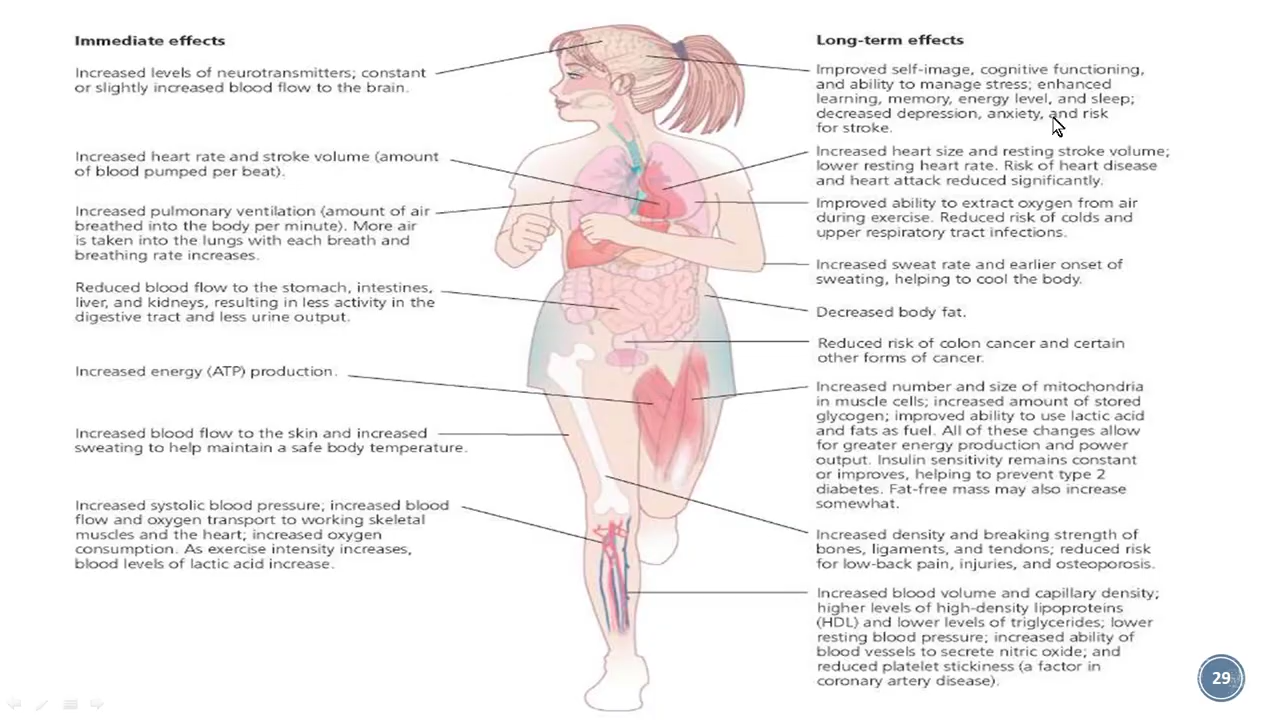 Immediate effects
Increased levels of neurotransmitters; constant
or slightly increased blood flow to the brain.
Increased heart rate and stroke volume (amount
of blood pumped per beat).
Increased pulmonary ventilation (amount of air
breathed into the body per minute). More air
is taken into the lungs with each breath and
breathing rate increases.
Reduced blood flow to the stomach, intestines,
liver, and kidneys, resulting in less activity in the
digestive tract and less urine output.
Increased energy (ATP) production.
Increased blood flow to the skin and increased
sweating to help maintain a safe body temperature.
Increased systolic blood pressure; increased blood
flow and oxygen transport to working skeletal
muscles and the heart; increased oxygen
consumption. As exercise intensity increases,
blood levels of lactic acid increase.
Long-term effects
Improved self-image, cognitive functioning,
and ability to manage stress; enhanced
learning, memory, energy level, and sleep;
decreased depression, anxiety, and risk
for stroke.
Increased heart size and resting stroke volume;
lower resting heart rate. Risk of heart disease
and heart attack reduced significantly.
Improved ability to extract oxygen from air
during exercise. Reduced risk of colds and
upper respiratory tract infections.
Increased sweat rate and earlier onset of
sweating, helping to cool the body.
Decreased body fat.
Reduced risk of colon cancer and certain
other forms of cancer.
Increased number and size of mitochondria
in muscle cells; increased amount of stored
glycogen; improved ability to use lactic acid
and fats as fuel. All of these changes allow
for greater energy production and power
output. Insulin sensitivity remains constant
or improves, helping to prevent type 2
diabetes. Fat-free mass may also increase
somewhat.
Increased density and breaking strength of
bones, ligaments, and tendons; reduced risk
for low-back pain, injuries, and osteoporosis.
Increased blood volume and capillary density;
higher levels of high-density lipoproteins
(HDL) and lower levels of triglycerides; lower
resting blood pressure; increased ability of
blood vessels to secrete nitric oxide; and
reduced platelet stickiness (a factor in
coronary artery disease).
29